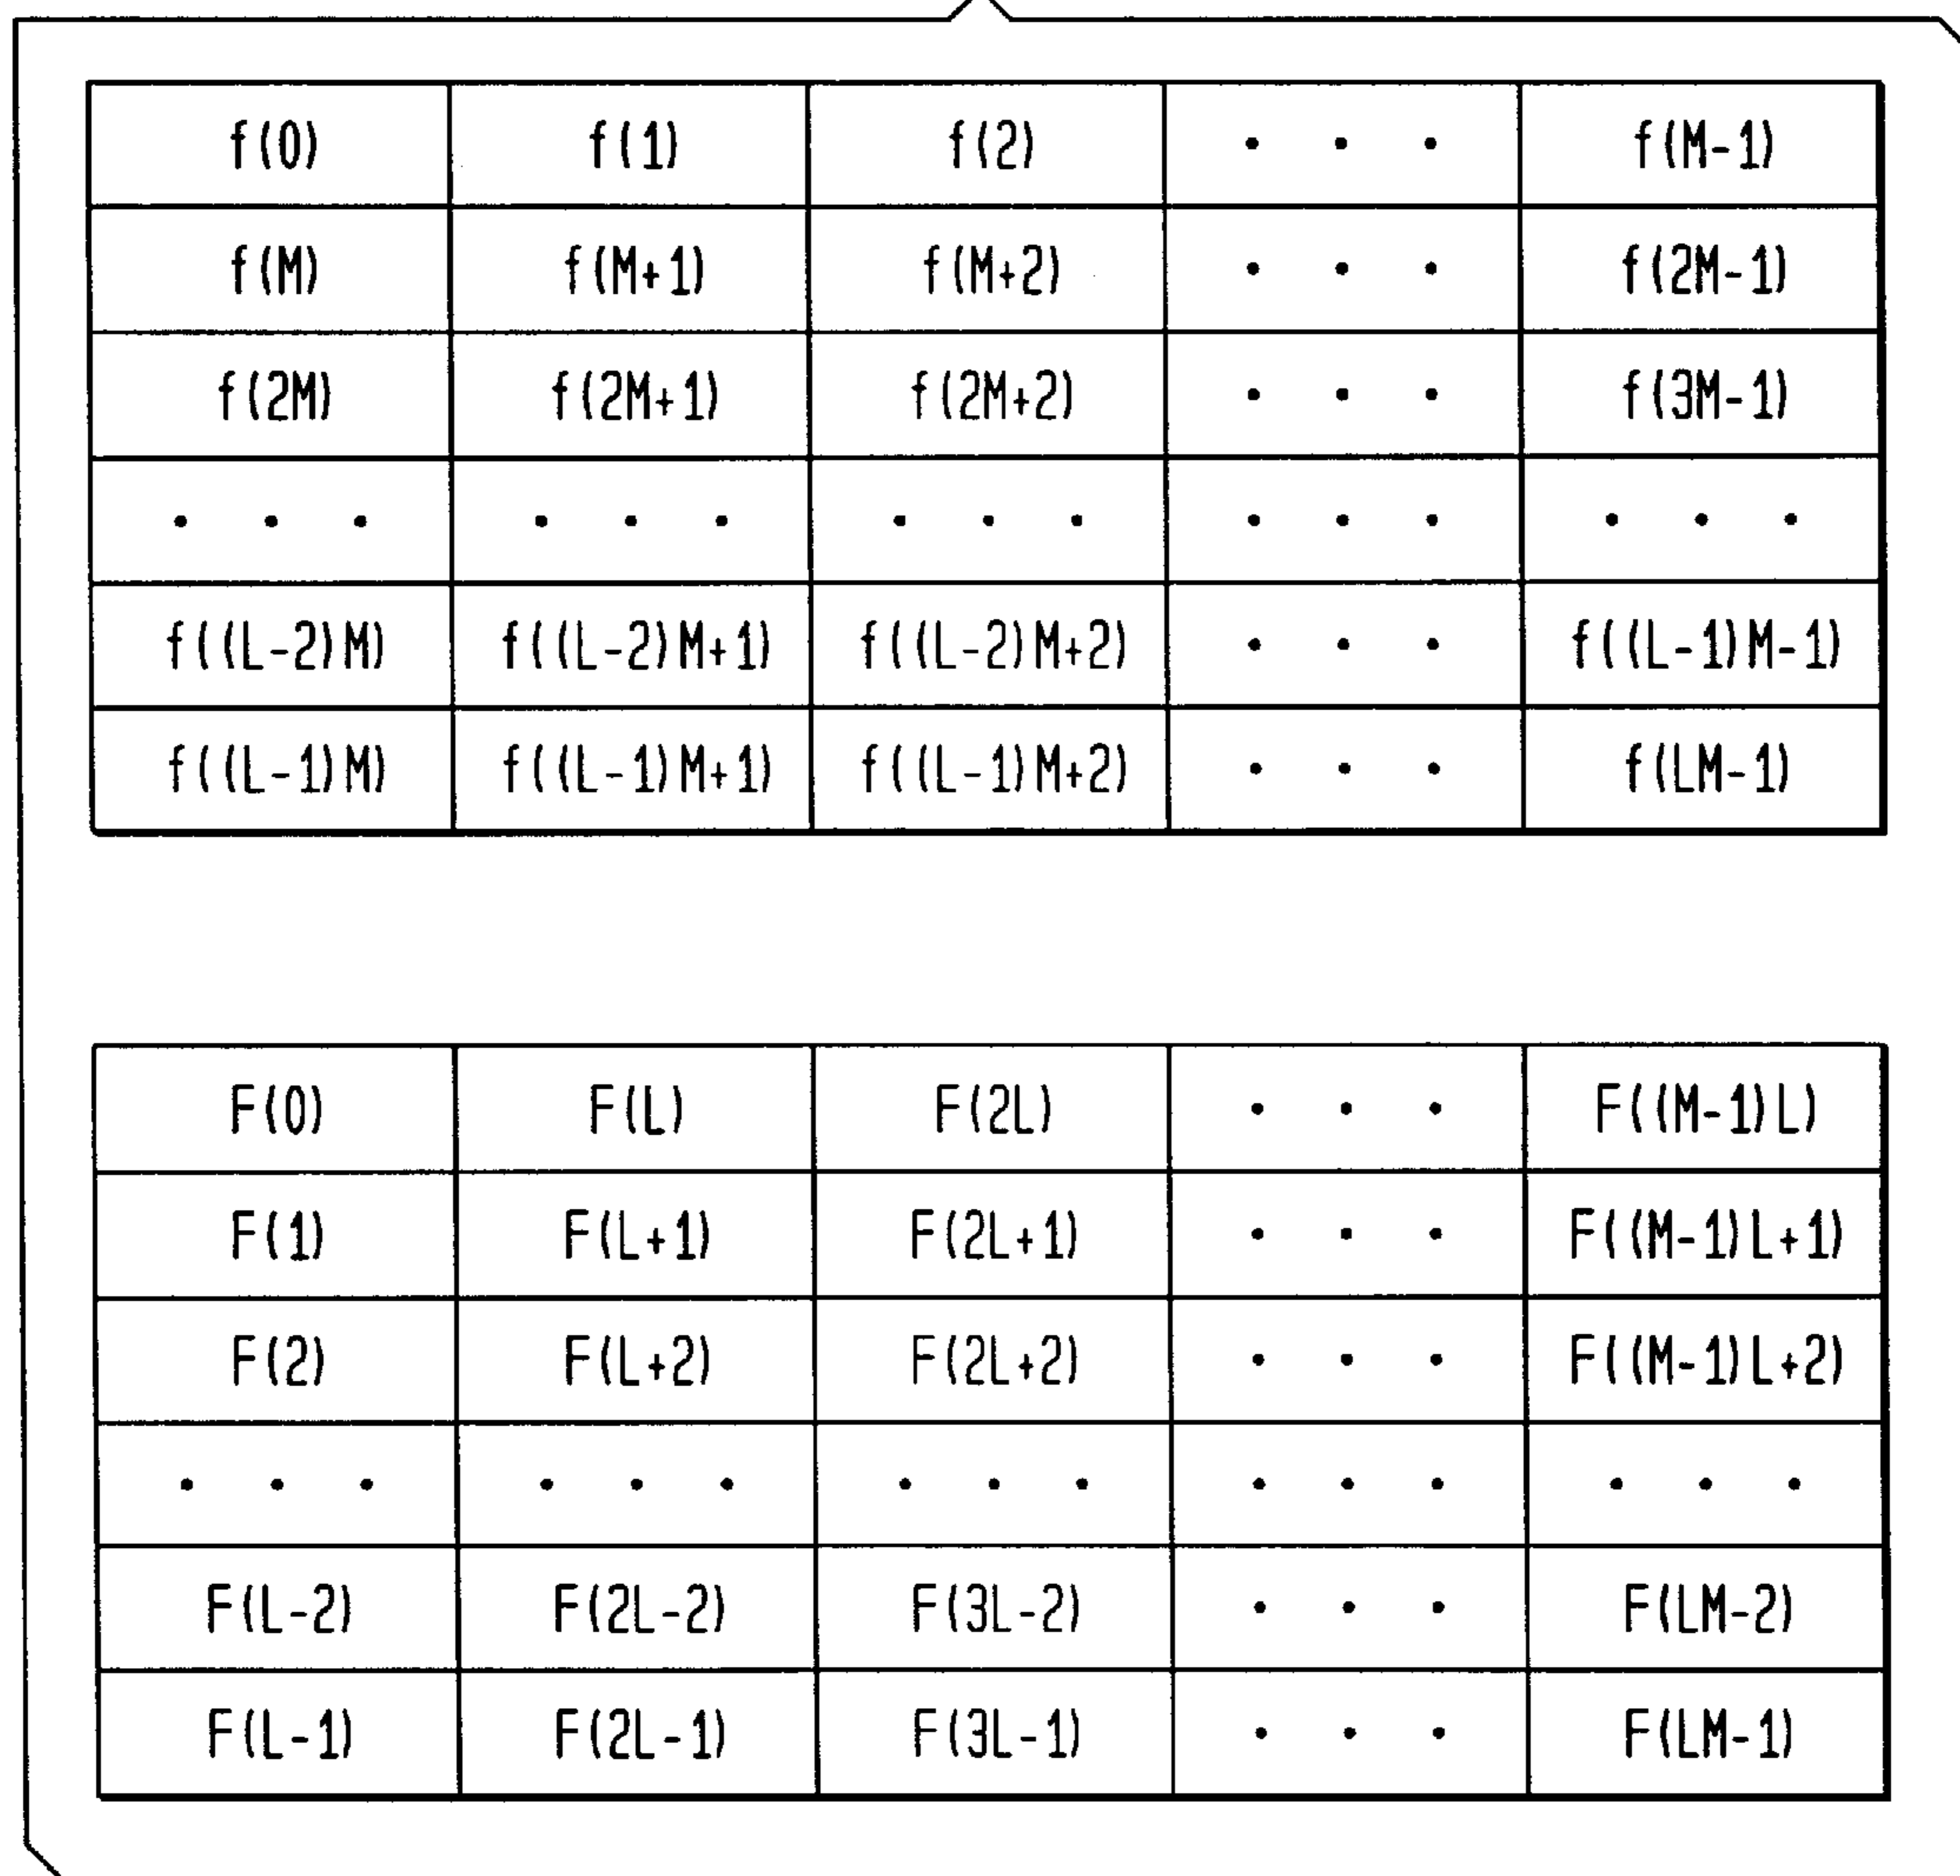 f(0) f(1) f(2) . . . f(M-1)
f(M) f(M+1) f(M+2) . . . f(2M-1)
f(2M) f(2M+1) f(2M+2) . . . f(3M-1)
. . . . . . . . . . . . . . .
f((L-2)M) f((L-2)M+1) f((L-2)M+2) . . . f((L-1)M-1)
f((L-1)M) f((L-1)M+1) f((L-1)M+2) . . . f(LM-1)
F(0) F(L) F(2L) . . . F((M-1)L)
F(1) F(L+1) F(2L+1) . . . F((M-1)L+1)
F(2) F(L+2) F(2L+2) . . . F((M-1)L+2)
. . . . . . . . . . . . . . .
F(L-2) F(2L-2) F(3L-2) . . . F(LM-2)
F(L-1) F(2L-1) F(3L-1) . . . F(LM-1)